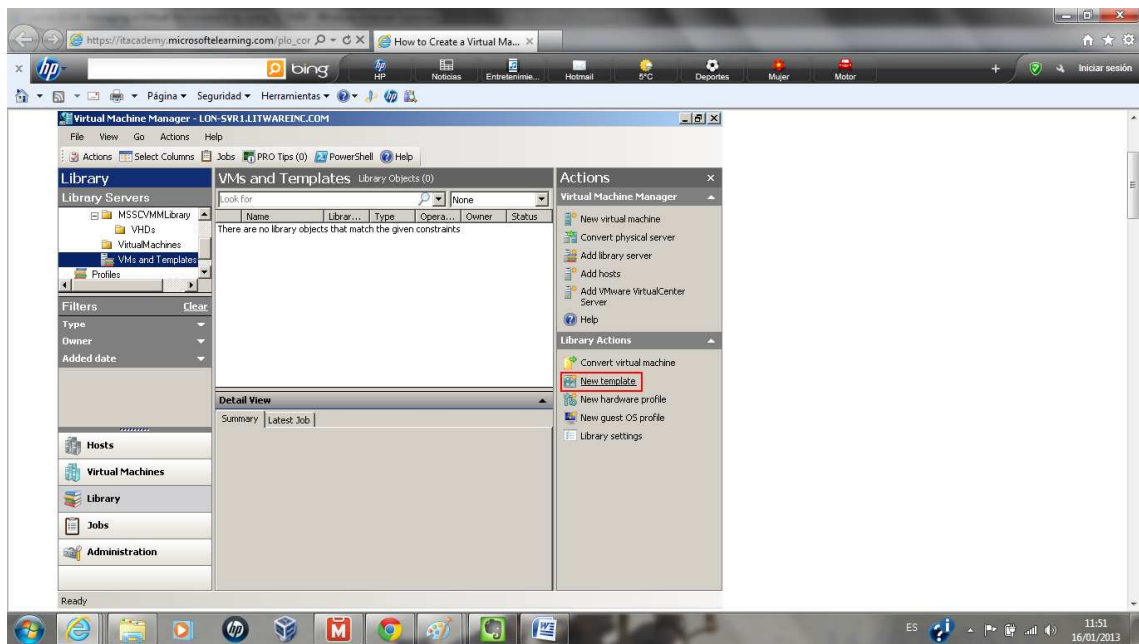 https://itacademy.microsoftelearning.com/plo_cor
How to Create a Virtual Ma...
bing
HP
Noticias
Entretenimie...
Hotmail
5°C
Deportes
Mujer
Motor
Iniciar sesión
Página
Seguridad
Herramientas
Virtual Machine Manager - LON-SVR1.LITWAREINC.COM
File View Go Actions Help
Actions Select Columns Jobs PRO Tips (0) PowerShell Help
Library
Library Servers
MSSCVMMLibrary
VHDs
VirtualMachines
VMs and Templates
Profiles
Filters Clear
Type
Owner
Added date
Hosts
Virtual Machines
Library
Jobs
Administration
VMs and Templates Library Objects (0)
Look for
None
Name Librar... Type Opera... Owner Status
There are no library objects that match the given constraints
Detail View
Summary Latest Job
Actions
Virtual Machine Manager
New virtual machine
Convert physical server
Add library server
Add hosts
Add VMware VirtualCenter
Server
Help
Library Actions
Convert virtual machine
New template
New hardware profile
New guest OS profile
Library settings
Ready
ES
11:51
16/01/2013